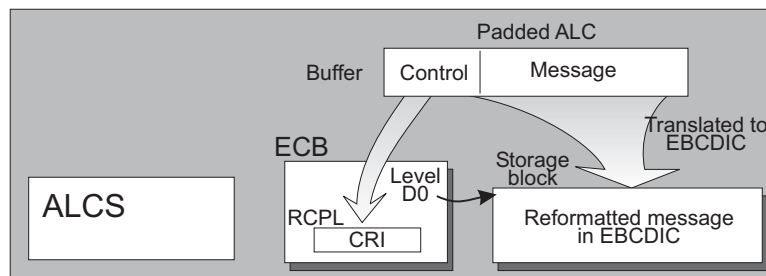 Padded ALC
Buffer
Control
Message
Translated to
EBCDIC
ECB
Level
D0
Storage
block
ALCS
RCPL
CRI
Reformatted message
in EBCDIC